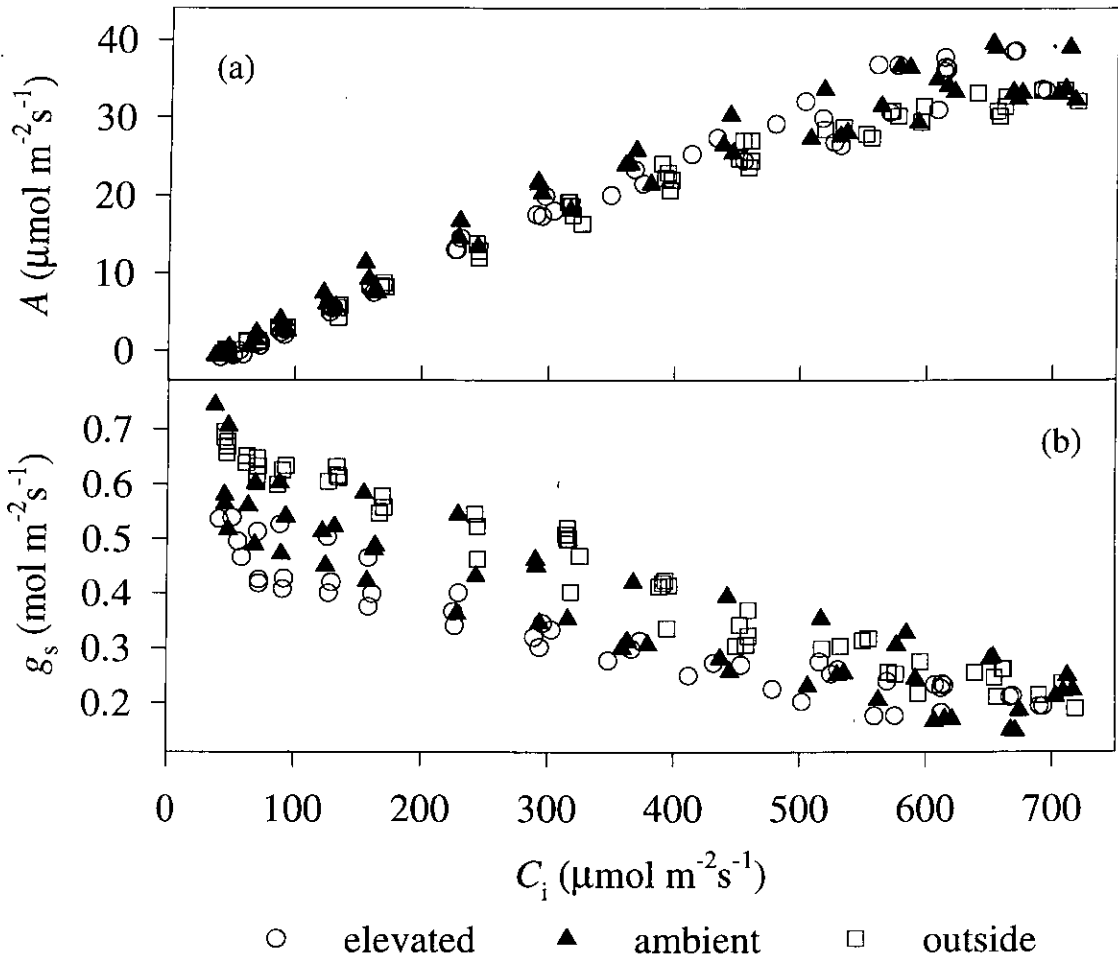 40
(a)
30
20
10
0
A (μmol m⁻²s⁻¹)
0.7
(b)
0.6
0.5
0.4
0.3
0.2
gₛ (mol m⁻²s⁻¹)
0 100 200 300 400 500 600 700
Cᵢ (μmol m⁻²s⁻¹)
elevated ambient outside